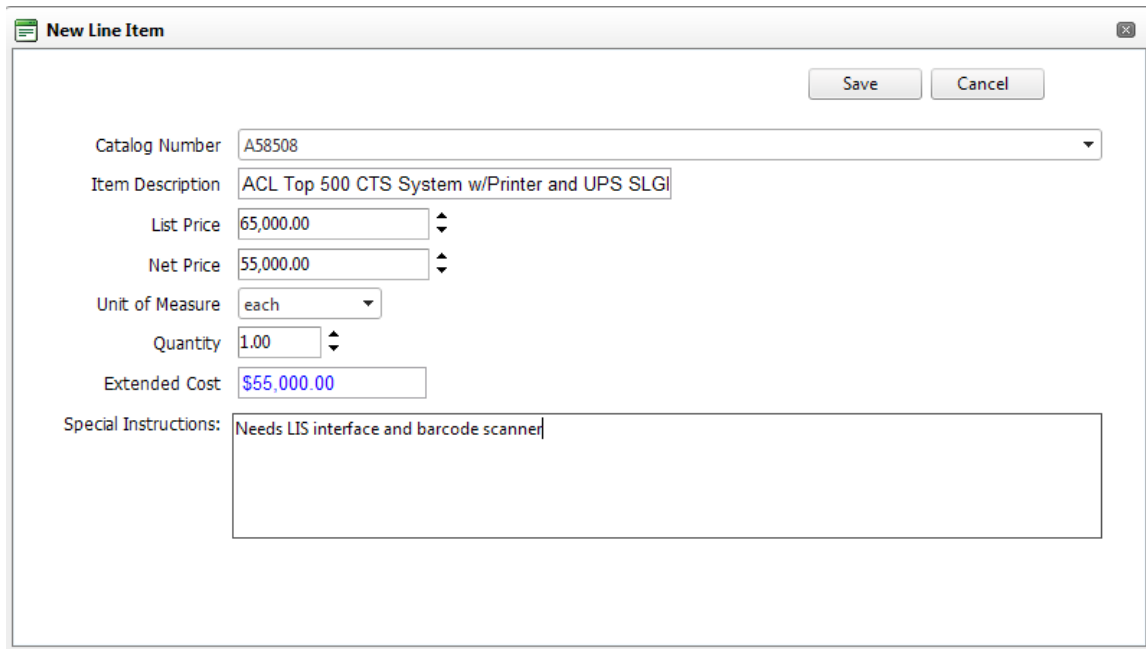 New Line Item
Save Cancel
Catalog Number A58508
Item Description ACL Top 500 CTS System w/Printer and UPS
List Price 65,000.00
Net Price 55,000.00
Unit of Measure each
Quantity 1.00
Extended Cost $55,000.00
Special Instructions: Needs LIS interface and barcode scanner